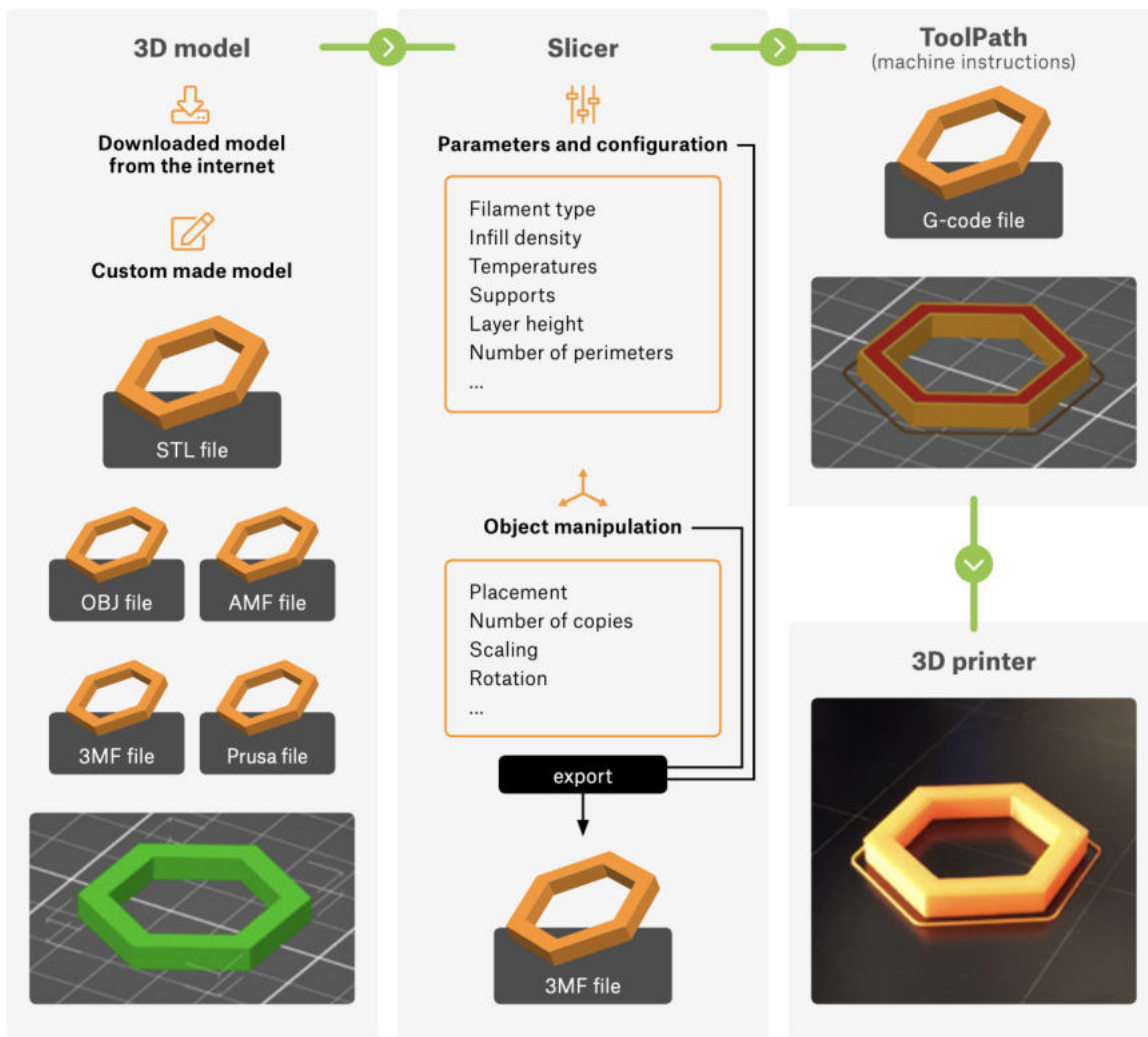 3D model
Downloaded model
from the internet
Custom made model
STL file
OBJ file
AMF file
3MF file
Prusa file
Slicer
Parameters and configuration
Filament type
Infill density
Temperatures
Supports
Layer height
Number of perimeters
...
Object manipulation
Placement
Number of copies
Scaling
Rotation
...
export
3MF file
ToolPath
(machine instructions)
G-code file
3D printer